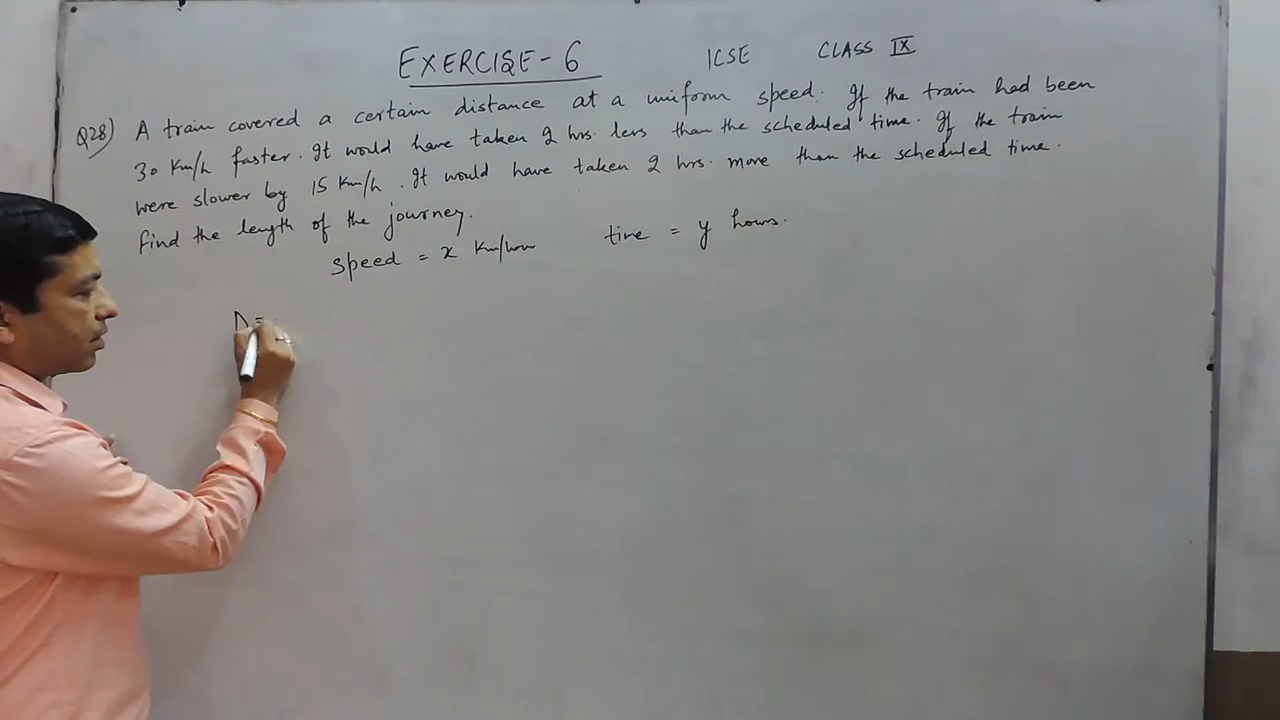 EXERCISE - 6 ICSE CLASS IX
Q28) A train covered a certain distance at a uniform speed. If the train had been
30 Km/h faster. It would have taken 2 hrs. less than the scheduled time. If the train
were slower by 15 Km/h. It would have taken 2 hrs. more than the scheduled time.
Find the length of the journey.
Speed = x Km/hour time = y hours.
D =